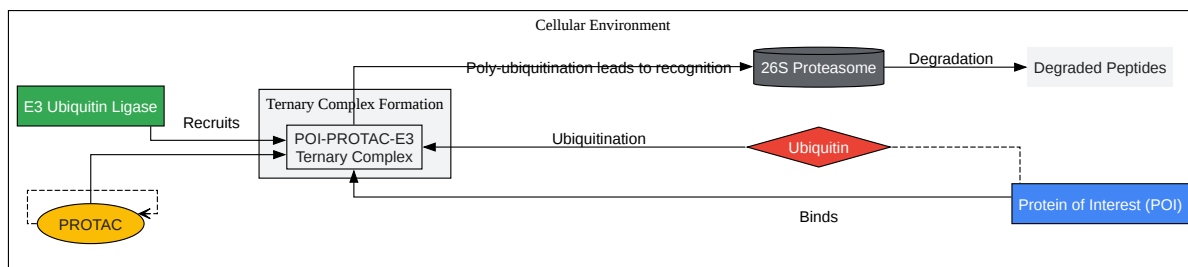 Cellular Environment
Poly-ubiquitination leads to recognition
26S Proteasome
Degradation
Degraded Peptides
E3 Ubiquitin Ligase
Ternary Complex Formation
Recruits
POI-PROTAC-E3
Ternary Complex
Ubiquitination
Ubiquitin
PROTAC
Binds
Protein of Interest (POI)